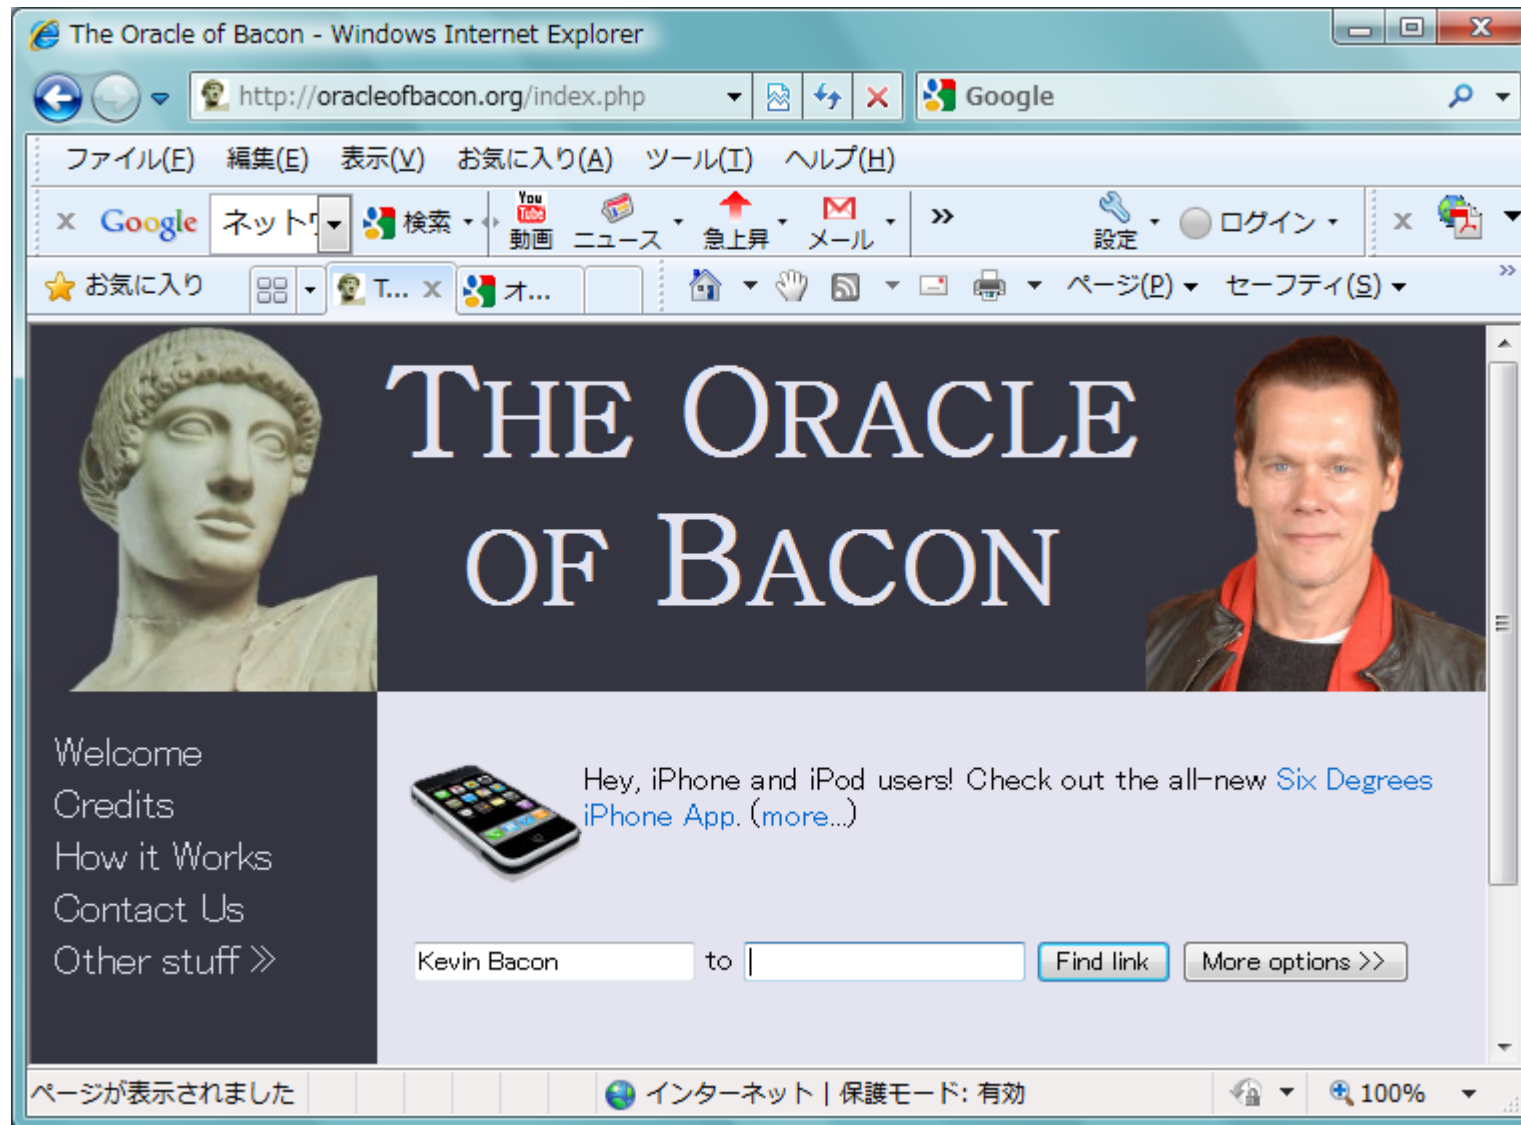 The Oracle of Bacon - Windows Internet Explorer
http://oracleofbacon.org/index.php Google
ファイル(F) 編集(E) 表示(V) お気に入り(A) ツール(T) ヘルプ(H)
x Google ネットワ 検索 You Tube 動画 ニュース 急上昇 メール » 設定 ログイン x
お気に入り T... x オ... ページ(P) セーフティ(S) »
THE ORACLE
OF BACON
Welcome
Credits
How it Works
Contact Us
Other stuff »
Hey, iPhone and iPod users! Check out the all-new Six Degrees
iPhone App. (more...)
Kevin Bacon to Find link More options >>
ページが表示されました インターネット | 保護モード: 有効 100%